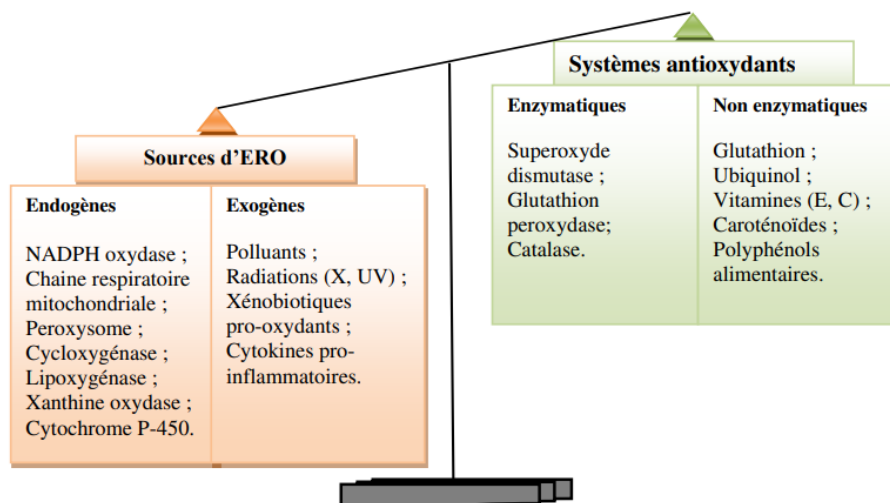 Systèmes antioxydants
Enzymatiques
Superoxyde
dismutase ;
Glutathion
peroxydase;
Catalase.
Non enzymatiques
Glutathion ;
Ubiquinol ;
Vitamines (E, C) ;
Caroténoïdes ;
Polyphénols
alimentaires.
Sources d’ERO
Endogènes
NADPH oxydase ;
Chaine respiratoire
mitochondriale ;
Peroxysome ;
Cycloxygénase ;
Lipoxygénase ;
Xanthine oxydase ;
Cytochrome P-450.
Exogènes
Polluants ;
Radiations (X, UV) ;
Xénobiotiques
pro-oxydants ;
Cytokines pro-
inflammatoires.